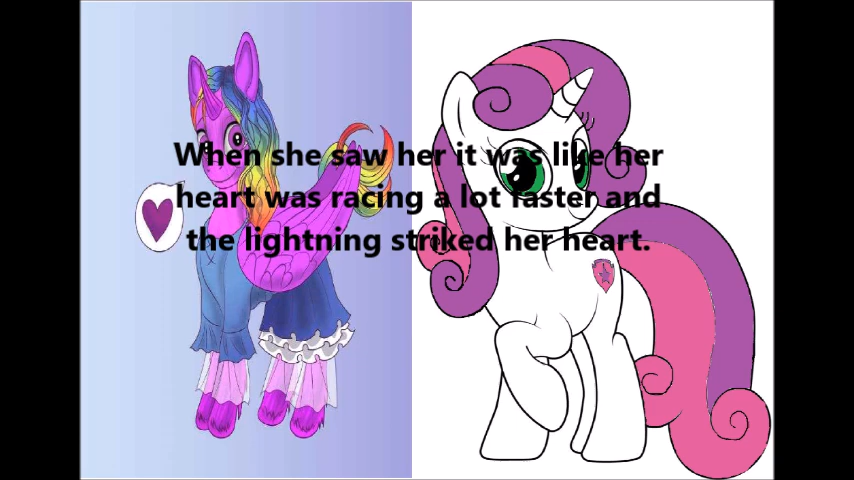 When she saw her it was like her
heart was racing a lot faster and
the lightning striked her heart.